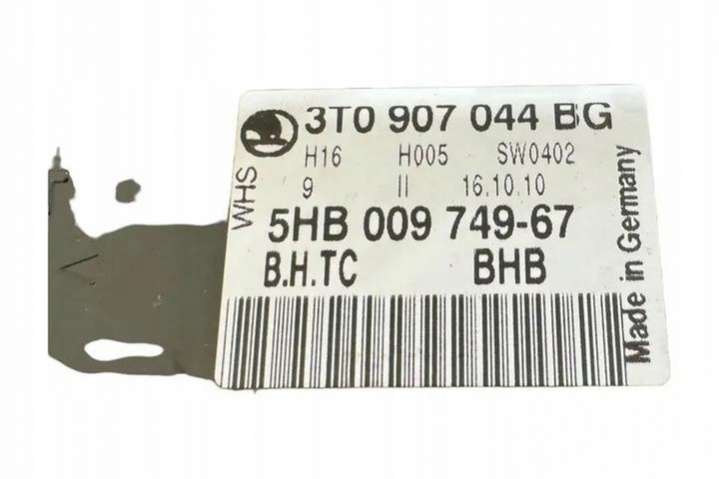 3T0 907 044 BG
H16 H005 SW0402
9 II 16.10.10
WHS
5HB 009 749-67
B.H.TC BHB
Made in Germany